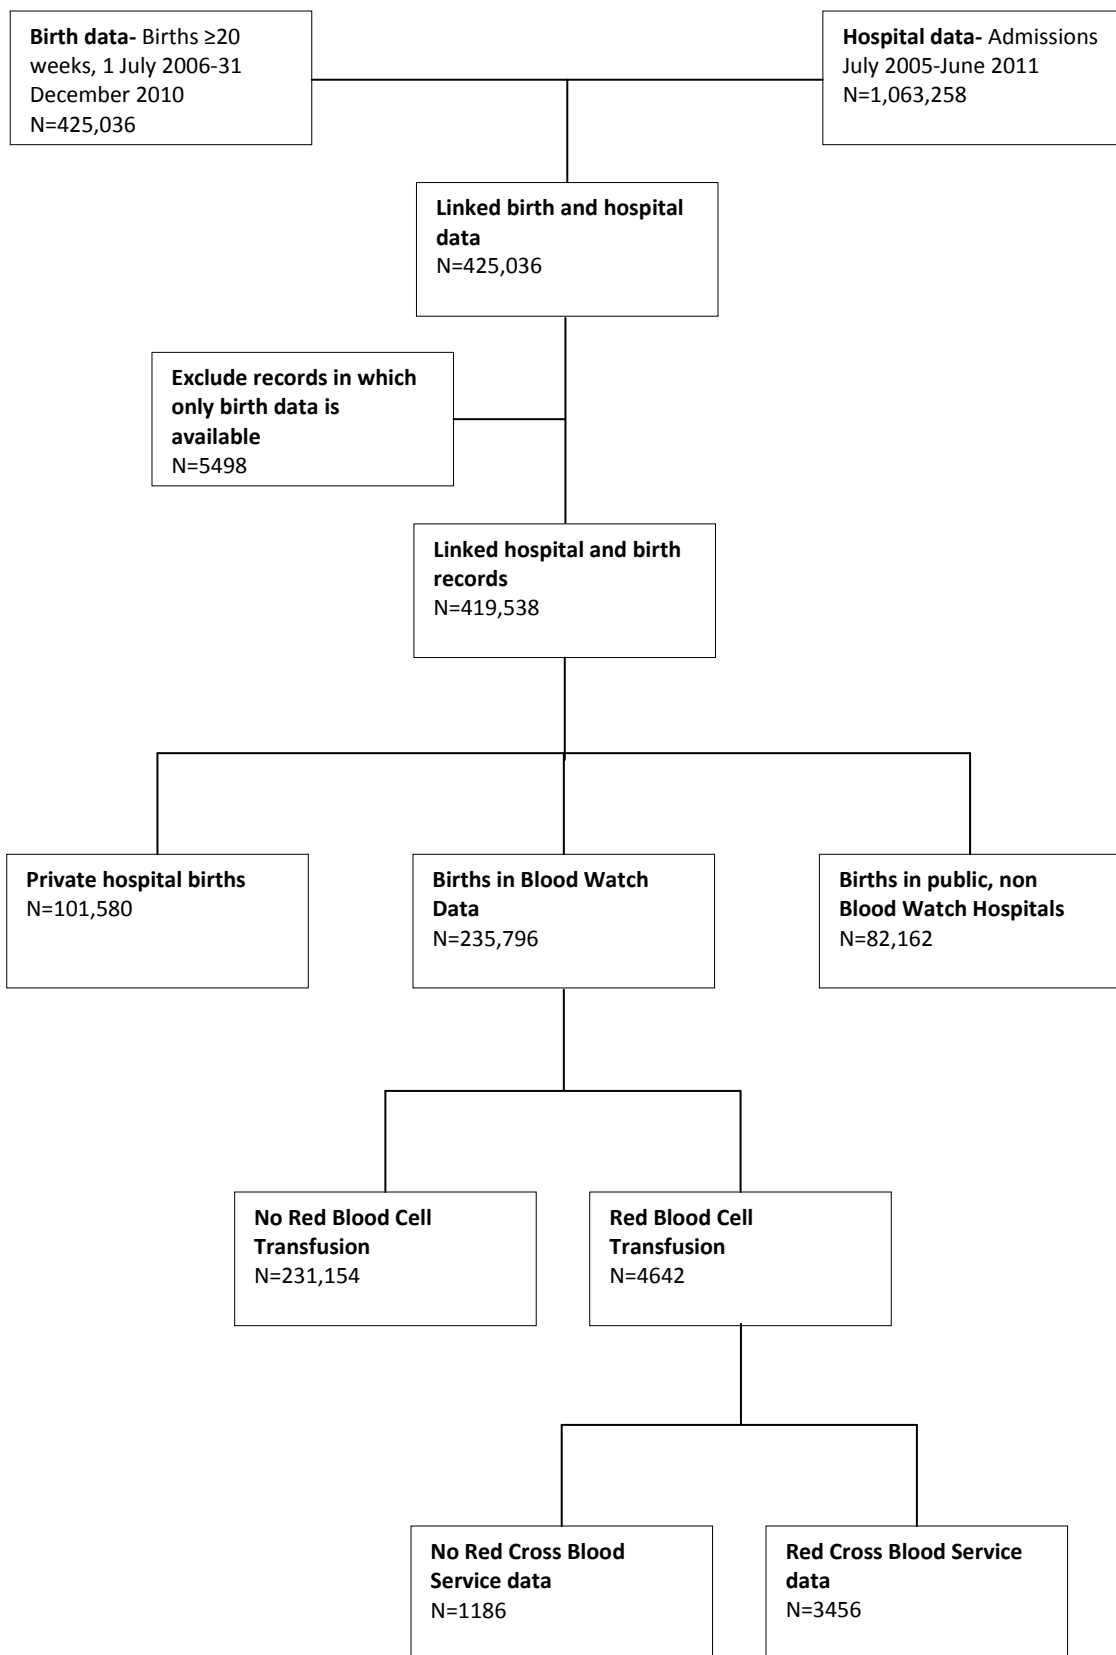 Birth data- Births ≥20
weeks, 1 July 2006-31
December 2010
N=425,036
Hospital data- Admissions
July 2005-June 2011
N=1,063,258
Linked birth and hospital
data
N=425,036
Exclude records in which
only birth data is
available
N=5498
Linked hospital and birth
records
N=419,538
Private hospital births
N=101,580
Births in Blood Watch
Data
N=235,796
Births in public, non
Blood Watch Hospitals
N=82,162
No Red Blood Cell
Transfusion
N=231,154
Red Blood Cell
Transfusion
N=4642
No Red Cross Blood
Service data
N=1186
Red Cross Blood Service
data
N=3456